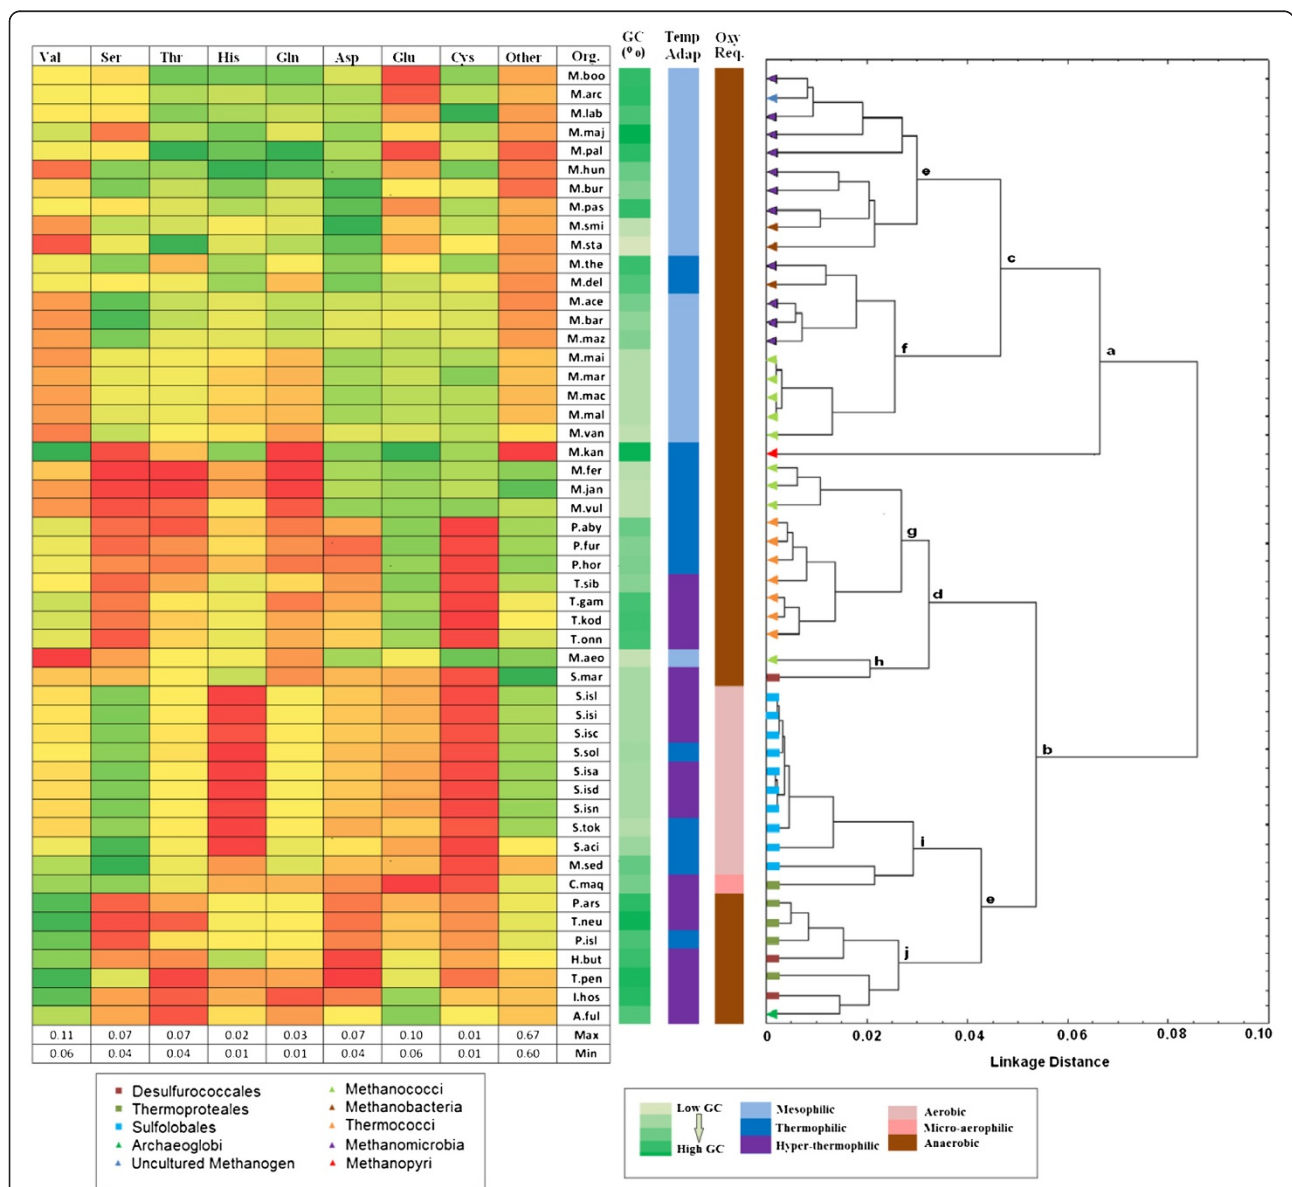 GC Temp Oxy
Val Ser Thr His Gln Asp Glu Cys Other Org. (%) Adap Req.
M.boo
M.arc
M.lab
M.maj
M.pal
M.hun
M.bur
M.pas
M.smi
M.sta
M.the
M.del
M.ace
M.bar
M.maz
M.mai
M.mar
M.mac
M.mal
M.van
M.kan
M.fer
M.jan
M.vul
P.aby
P.fur
P.hor
T.sib
T.gam
T.kod
T.onn
M.aeo
S.mar
S.isl
S.isi
S.isc
S.sol
S.isa
S.isd
S.isn
S.tok
S.aci
M.sed
C.maq
P.ars
T.neu
P.isl
H.but
T.pen
I.hos
A.ful
0.11 0.07 0.07 0.02 0.03 0.07 0.10 0.01 0.67 Max
0.06 0.04 0.04 0.01 0.01 0.04 0.06 0.01 0.60 Min
e
c
a
f
g
d
h
b
i
e
j
0 0.02 0.04 0.06 0.08 0.10
Linkage Distance
Desulfurococcales
Thermoproteales
Sulfolobales
Archaeoglobi
Uncultured Methanogen
Methanococci
Methanobacteria
Thermococci
Methanomicrobia
Methanopyri
Low GC
High GC
Mesophilic
Thermophilic
Hyper-thermophilic
Aerobic
Micro-aerophilic
Anaerobic